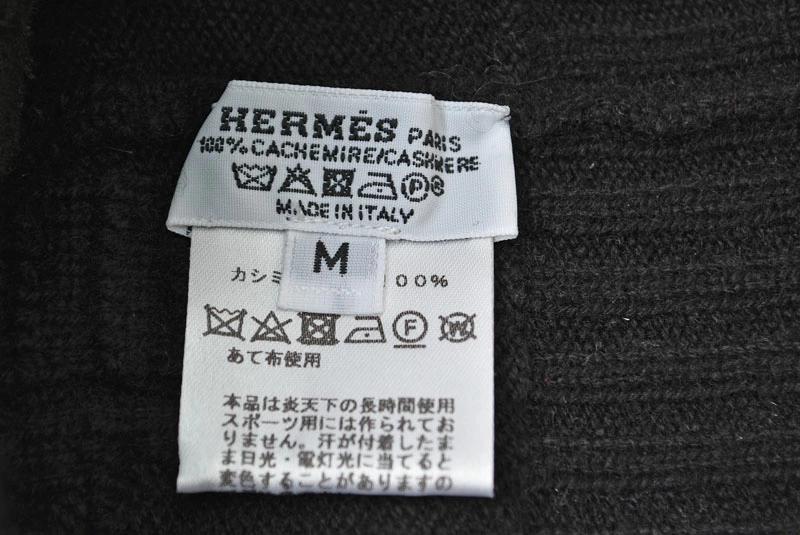 HERMÈS PARIS
100% CACHEMIRE/CASHMERE
P
MADE IN ITALY
M
カシミ 100%
F W
あて布使用
本品は炎天下の長時間使用
スポーツ用には作られてお
りません。汗が付着したま
ま日光・電灯光に当てると
変色することがありますの